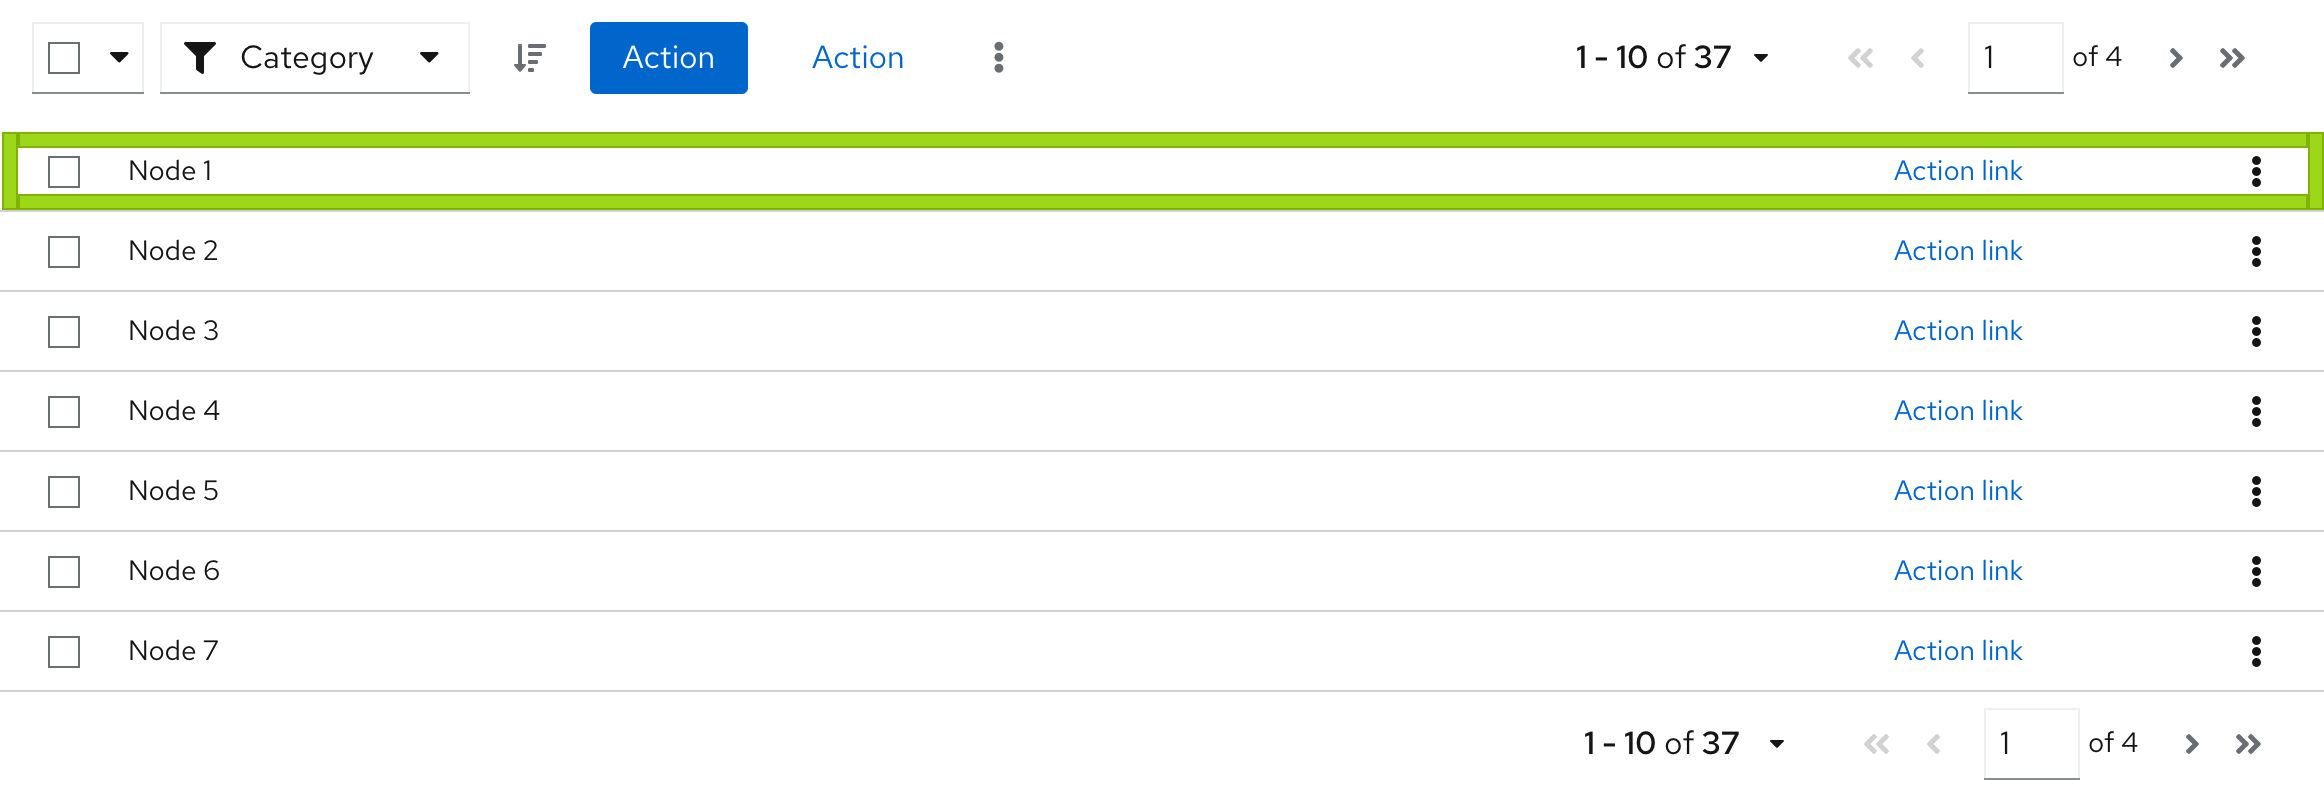 Category Action Action 1 - 10 of 37 1 of 4
Node 1 Action link
Node 2 Action link
Node 3 Action link
Node 4 Action link
Node 5 Action link
Node 6 Action link
Node 7 Action link
1 - 10 of 37 1 of 4